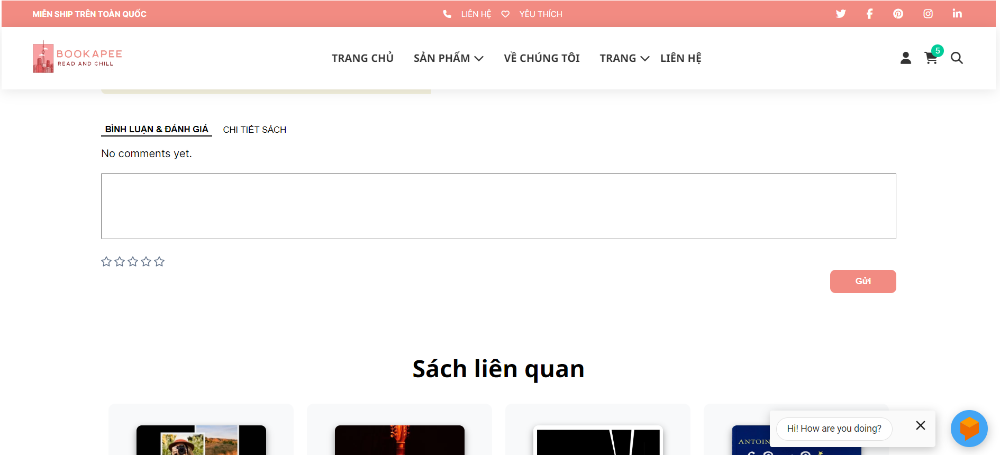 MIỄN SHIP TRÊN TOÀN QUỐC
LIÊN HỆ
YÊU THÍCH
BOOKAPEE
READ AND CHILL
TRANG CHỦ
SẢN PHẨM
VỀ CHÚNG TÔI
TRANG
LIÊN HỆ
5
BÌNH LUẬN & ĐÁNH GIÁ
CHI TIẾT SÁCH
No comments yet.
Gửi
Sách liên quan
Hi! How are you doing?